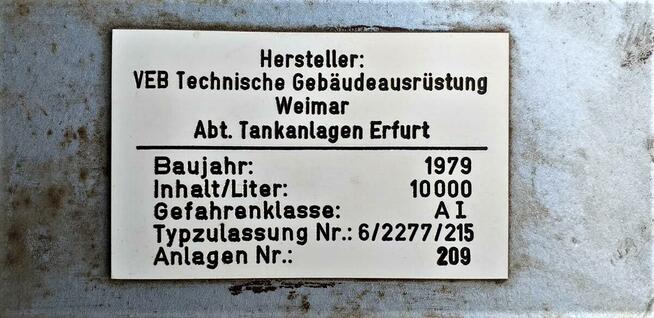 Hersteller:
VEB Technische Gebäudeausrüstung
Weimar
Abt. Tankanlagen Erfurt
Baujahr: 1979
Inhalt/Liter: 10000
Gefahrenklasse: A I
Typzulassung Nr.: 6/2277/215
Anlagen Nr.: 209